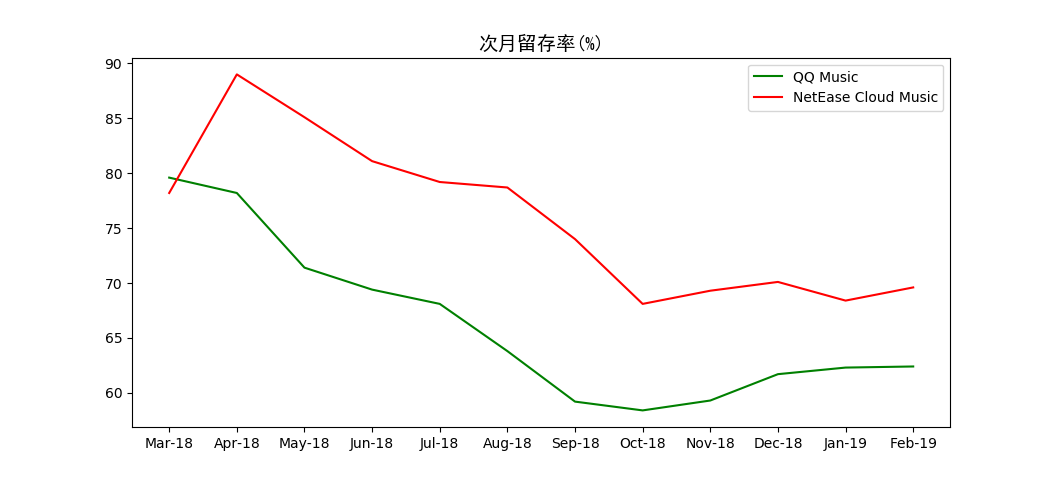 次月留存率(%)
90
85
80
75
70
65
60
QQ Music
NetEase Cloud Music
Mar-18 Apr-18 May-18 Jun-18 Jul-18 Aug-18 Sep-18 Oct-18 Nov-18 Dec-18 Jan-19 Feb-19